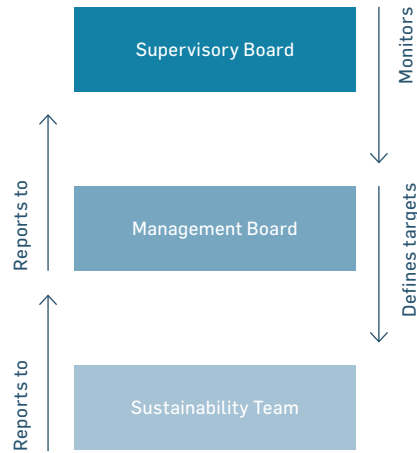 Supervisory Board
Monitors
Reports to
Management Board
Defines targets
Reports to
Sustainability Team